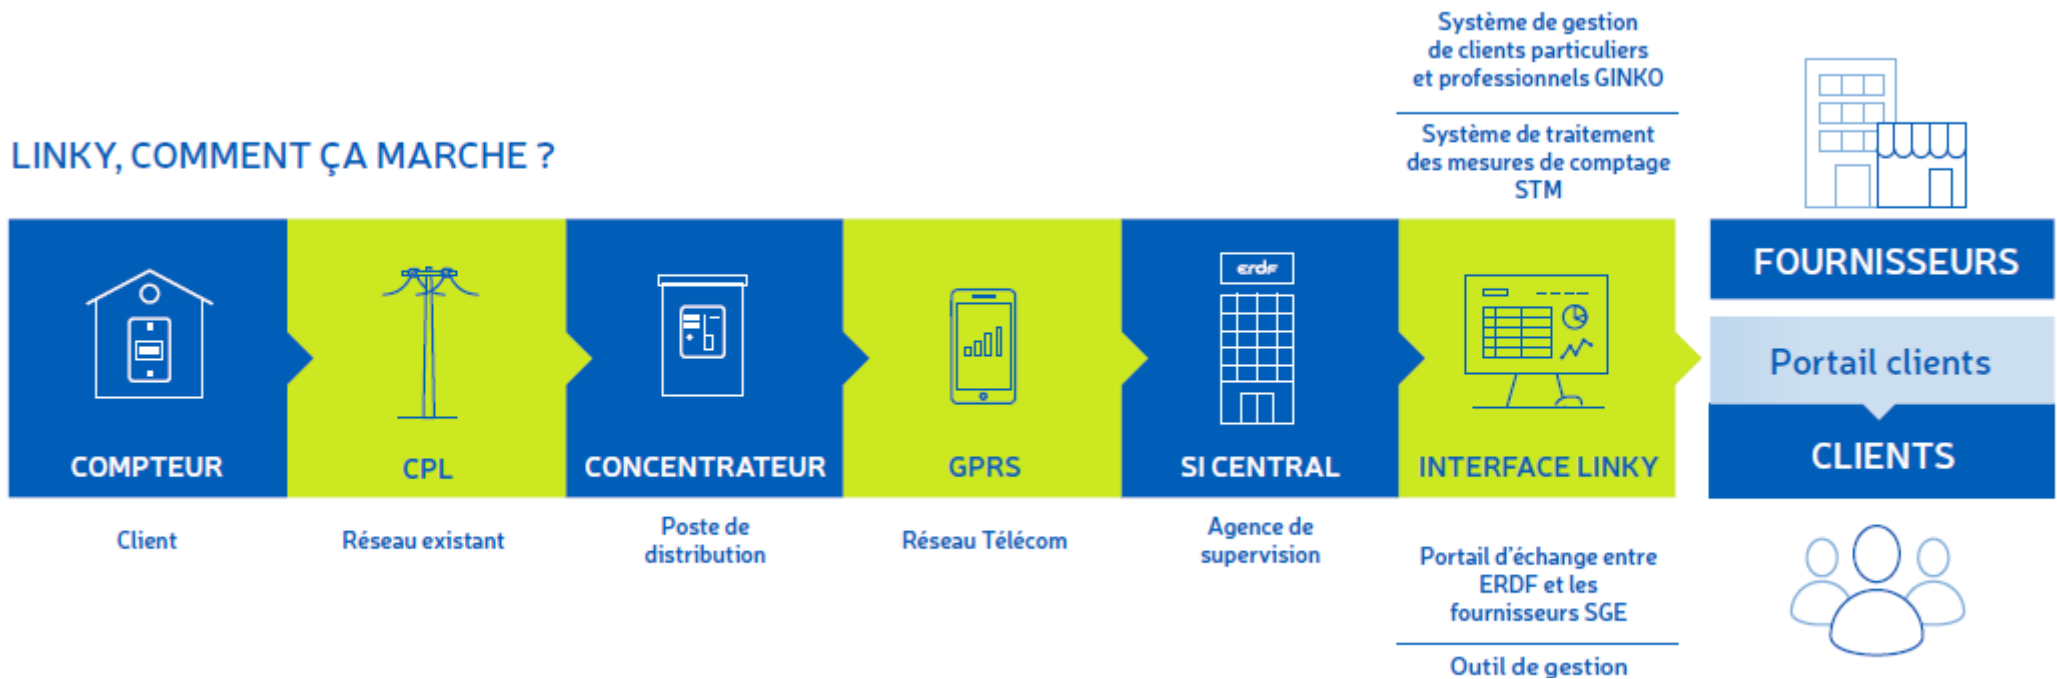 Système de gestion
de clients particuliers
et professionnels GINKO
Système de traitement
des mesures de comptage
STM
LINKY, COMMENT ÇA MARCHE ?
COMPTEUR
Client
CPL
Réseau existant
CONCENTRATEUR
Poste de
distribution
GPRS
Réseau Télécom
erdf
SI CENTRAL
Agence de
supervision
INTERFACE LINKY
Portail d'échange entre
ERDF et les
fournisseurs SGE
Outil de gestion
FOURNISSEURS
Portail clients
CLIENTS